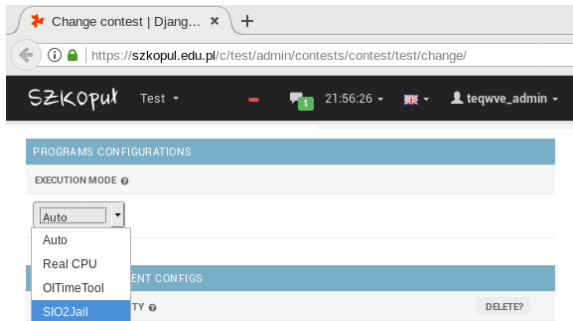 Change contest | Djang... ×
https://szkopul.edu.pl/c/test/admin/contests/contest/test/change/
SZKOPUł Test 1 21:56:26 teqwve_admin
PROGRAMS CONFIGURATIONS
EXECUTION MODE
Auto
Auto
Real CPU
OITimeTool
ENT CONFIGS
SIO2Jail
TY DELETE?